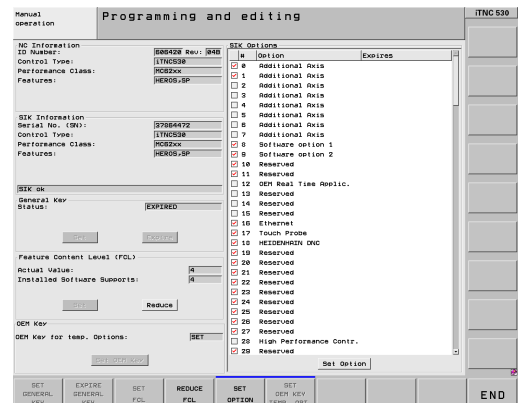 Manual
operation
Programming and editing
iTNC 530
NC Information
ID Number:
606420 Rev: 04B
Control Type:
iTNC530
Performance Class:
MC62xx
Features:
HEROS,SP
SIK Information
Serial No. (SN):
37064472
Control Type:
iTNC530
Performance Class:
MC62xx
Features:
HEROS,SP
SIK ok
General Key
Status:
EXPIRED
Set
Expire
Feature Content Level (FCL)
Actual Value:
4
Installed Software Supports:
4
Set
Reduce
OEM Key
OEM Key for temp. Options:
SET
Set OEM Key
SIK Options
# Option Expires
0 Additional Axis
1 Additional Axis
2 Additional Axis
3 Additional Axis
4 Additional Axis
5 Additional Axis
6 Additional Axis
7 Additional Axis
8 Software option 1
9 Software option 2
10 Reserved
11 Reserved
12 OEM Real Time Applic.
13 Reserved
14 Reserved
15 Reserved
16 Ethernet
17 Touch Probe
18 HEIDENHAIN DNC
19 Reserved
20 Reserved
21 Reserved
22 Reserved
23 Reserved
24 Reserved
25 Reserved
26 Reserved
27 Reserved
28 High Performance Contr.
29 Reserved
Set Option
SET
GENERAL
KEY
EXPIRE
GENERAL
KEY
SET
FCL
REDUCE
FCL
SET
OPTION
SET
OEM KEY
TEMP. OPT
END